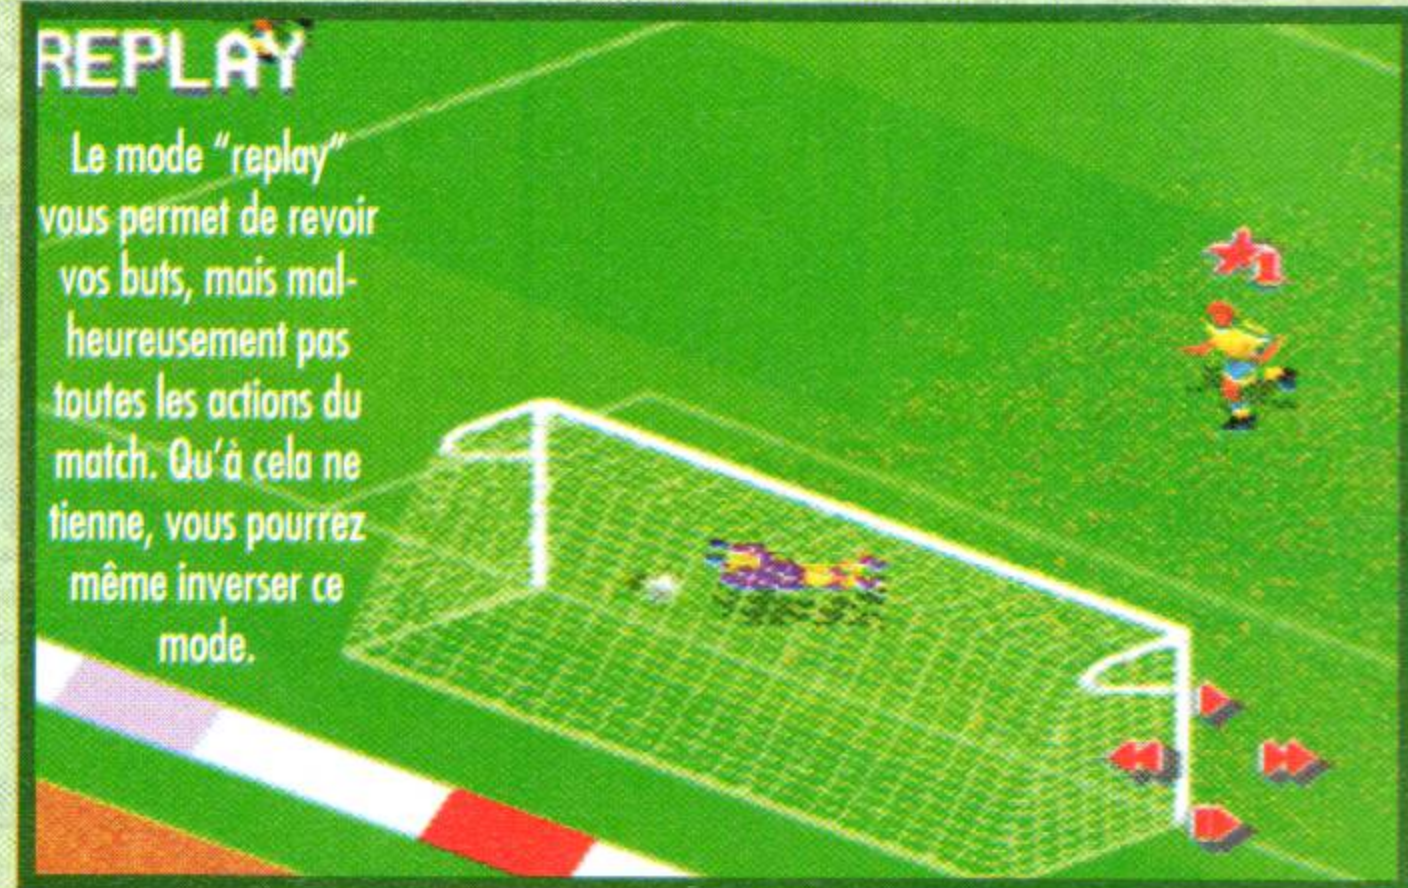 REPLAY
Le mode “replay”
vous permet de revoir
vos buts, mais mal-
heureusement pas
toutes les actions du
match. Qu’à cela ne
tienne, vous pourrez
même inverser ce
mode.
1